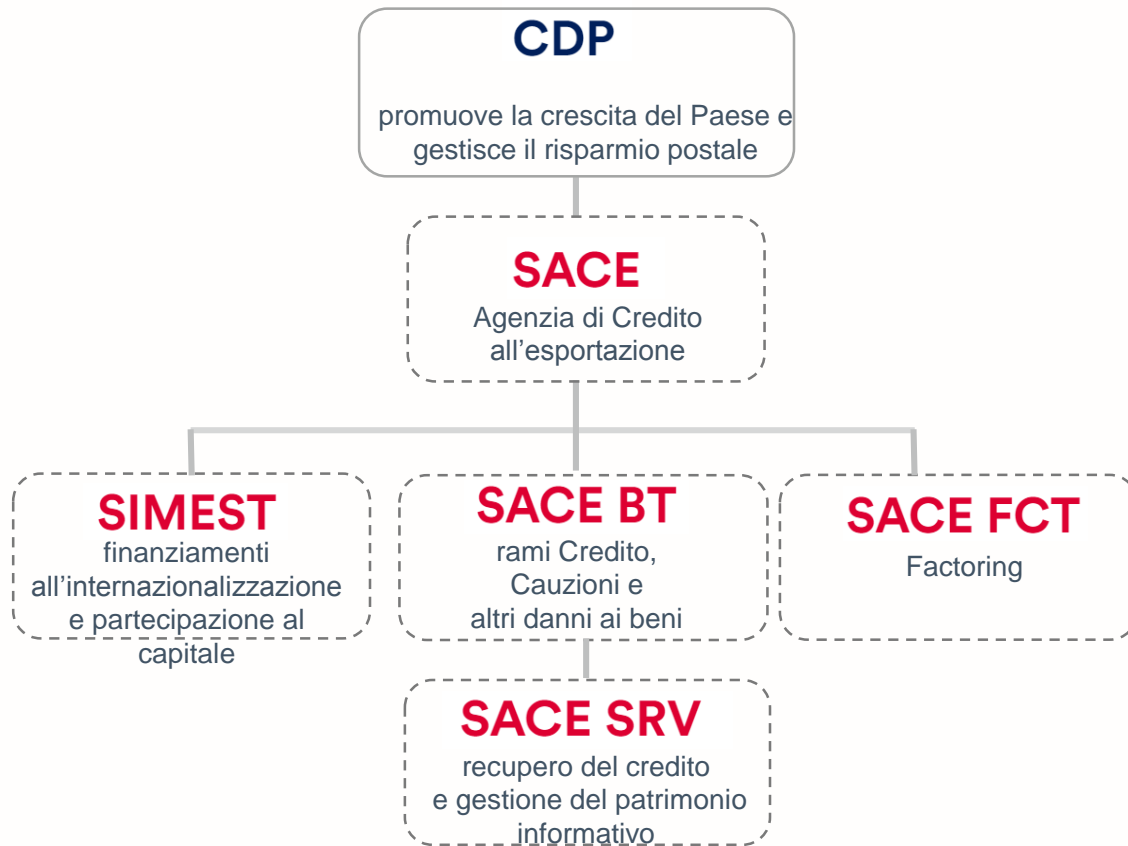 CDP
promuove la crescita del Paese e
gestisce il risparmio postale
SACE
Agenzia di Credito
all’esportazione
SIMEST
finanziamenti
all’internazionalizzazione
e partecipazione al
capitale
SACE BT
rami Credito,
Cauzioni e
altri danni ai beni
SACE FCT
Factoring
SACE SRV
recupero del credito
e gestione del patrimonio
informativo